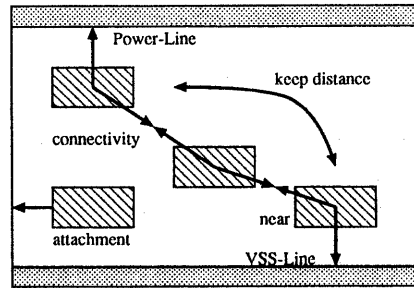 Power-Line
keep distance
connectivity
near
attachment
VSS-Line